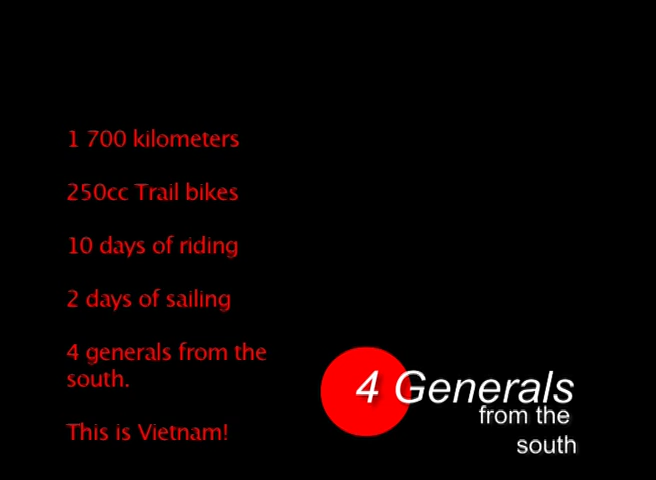 1 700 kilometers
250cc Trail bikes
10 days of riding
2 days of sailing
4 generals from the
south.
This is Vietnam!
4 Generals
from the
south